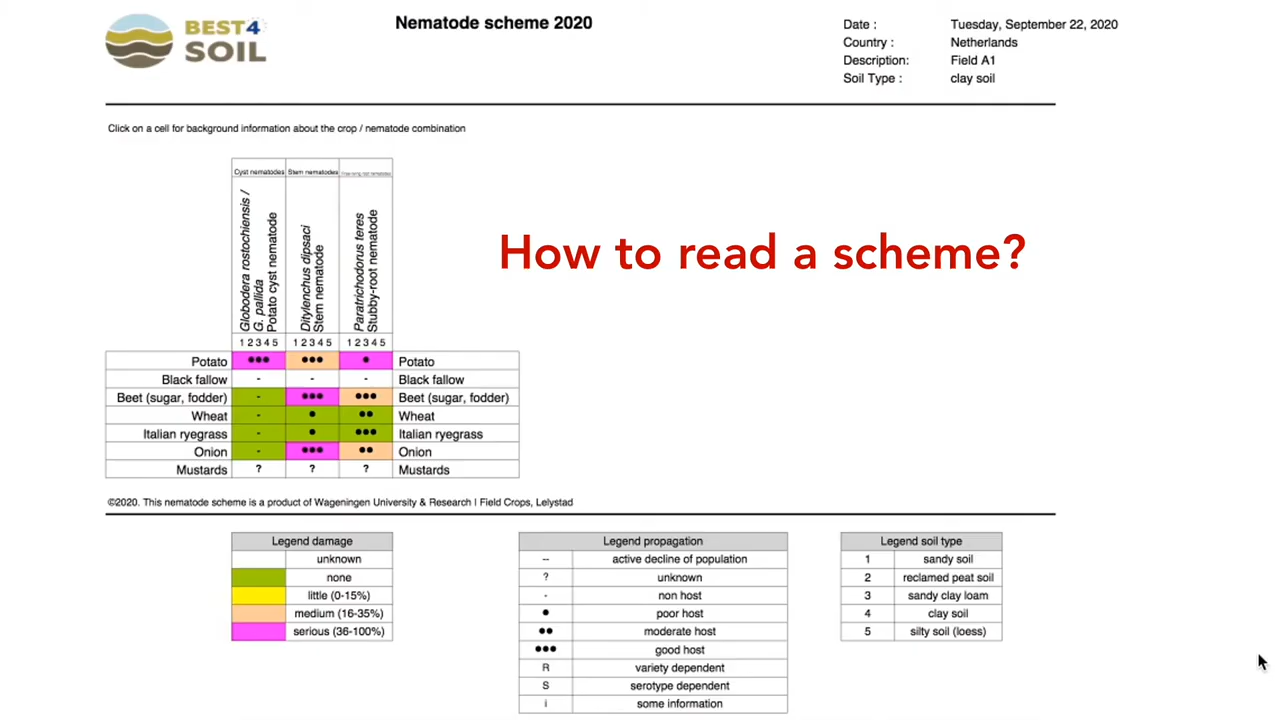 BEST4
SOIL
Nematode scheme 2020
Date : Tuesday, September 22, 2020
Country : Netherlands
Description: Field A1
Soil Type : clay soil
Click on a cell for background information about the crop / nematode combination
Cyst nematodes Stem nematodes
Globodera rostochiensis /
G. pallida
Potato cyst nematode
Ditylenchus dipsaci
Stem nematode
Paratrichodorus teres
Stubby-root nematode
How to read a scheme?
1 2 3 4 5 1 2 3 4 5 1 2 3 4 5
Potato ●●● ●●● ● Potato
Black fallow - - - Black fallow
Beet (sugar, fodder) - ●●● ●●● Beet (sugar, fodder)
Wheat - ● ●● Wheat
Italian ryegrass - ● ●●● Italian ryegrass
Onion - ●●● ●● Onion
Mustards ? ? ? Mustards
©2020. This nematode scheme is a product of Wageningen University & Research | Field Crops, Lelystad
Legend damage
unknown
none
little (0-15%)
medium (16-35%)
serious (36-100%)
Legend propagation
-- active decline of population
? unknown
- non host
● poor host
●● moderate host
●●● good host
R variety dependent
S serotype dependent
i some information
Legend soil type
1 sandy soil
2 reclaimed peat soil
3 sandy clay loam
4 clay soil
5 silty soil (loess)